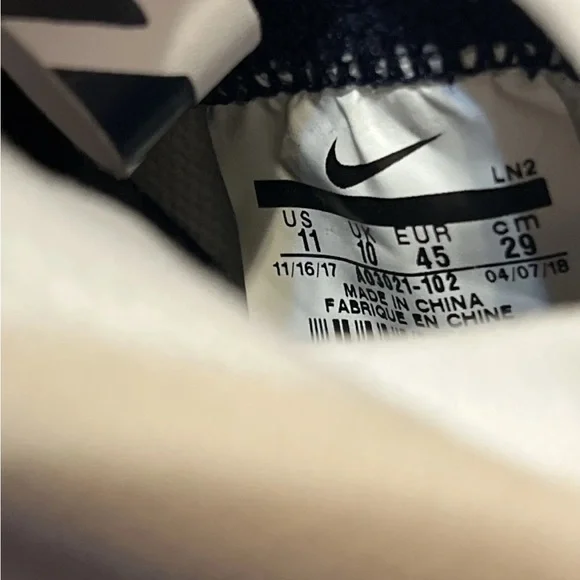 LN2
US UK EUR cm
11 10 45 29
11/16/17 AO3021-102 04/07/18
MADE IN CHINA
FABRIQUE EN CHINE